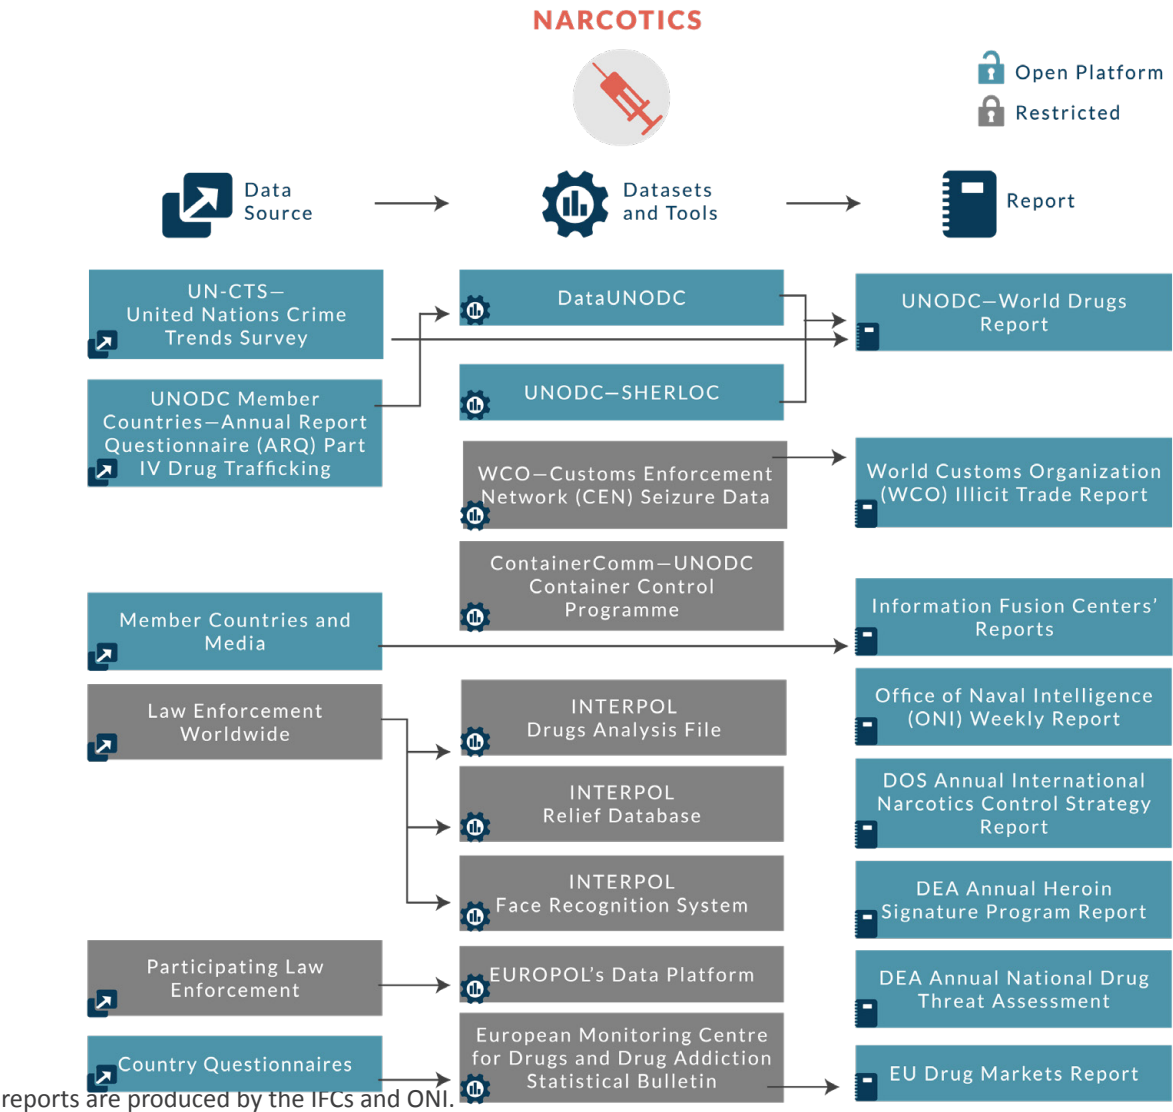 NARCOTICS
Open Platform
Restricted
Data
Source
Datasets
and Tools
Report
UN-CTS—
United Nations Crime
Trends Survey
UNODC Member
Countries—Annual Report
Questionnaire (ARQ) Part
IV Drug Trafficking
Member Countries and
Media
Law Enforcement
Worldwide
Participating Law
Enforcement
Country Questionnaires
DataUNODC
UNODC—SHERLOC
WCO—Customs Enforcement
Network (CEN) Seizure Data
ContainerComm—UNODC
Container Control
Programme
INTERPOL
Drugs Analysis File
INTERPOL
Relief Database
INTERPOL
Face Recognition System
EUROPOL's Data Platform
European Monitoring Centre
for Drugs and Drug Addiction
Statistical Bulletin
UNODC—World Drugs
Report
World Customs Organization
(WCO) Illicit Trade Report
Information Fusion Centers'
Reports
Office of Naval Intelligence
(ONI) Weekly Report
DOS Annual International
Narcotics Control Strategy
Report
DEA Annual Heroin
Signature Program Report
DEA Annual National Drug
Threat Assessment
EU Drug Markets Report
reports are produced by the IFCs and ONI.